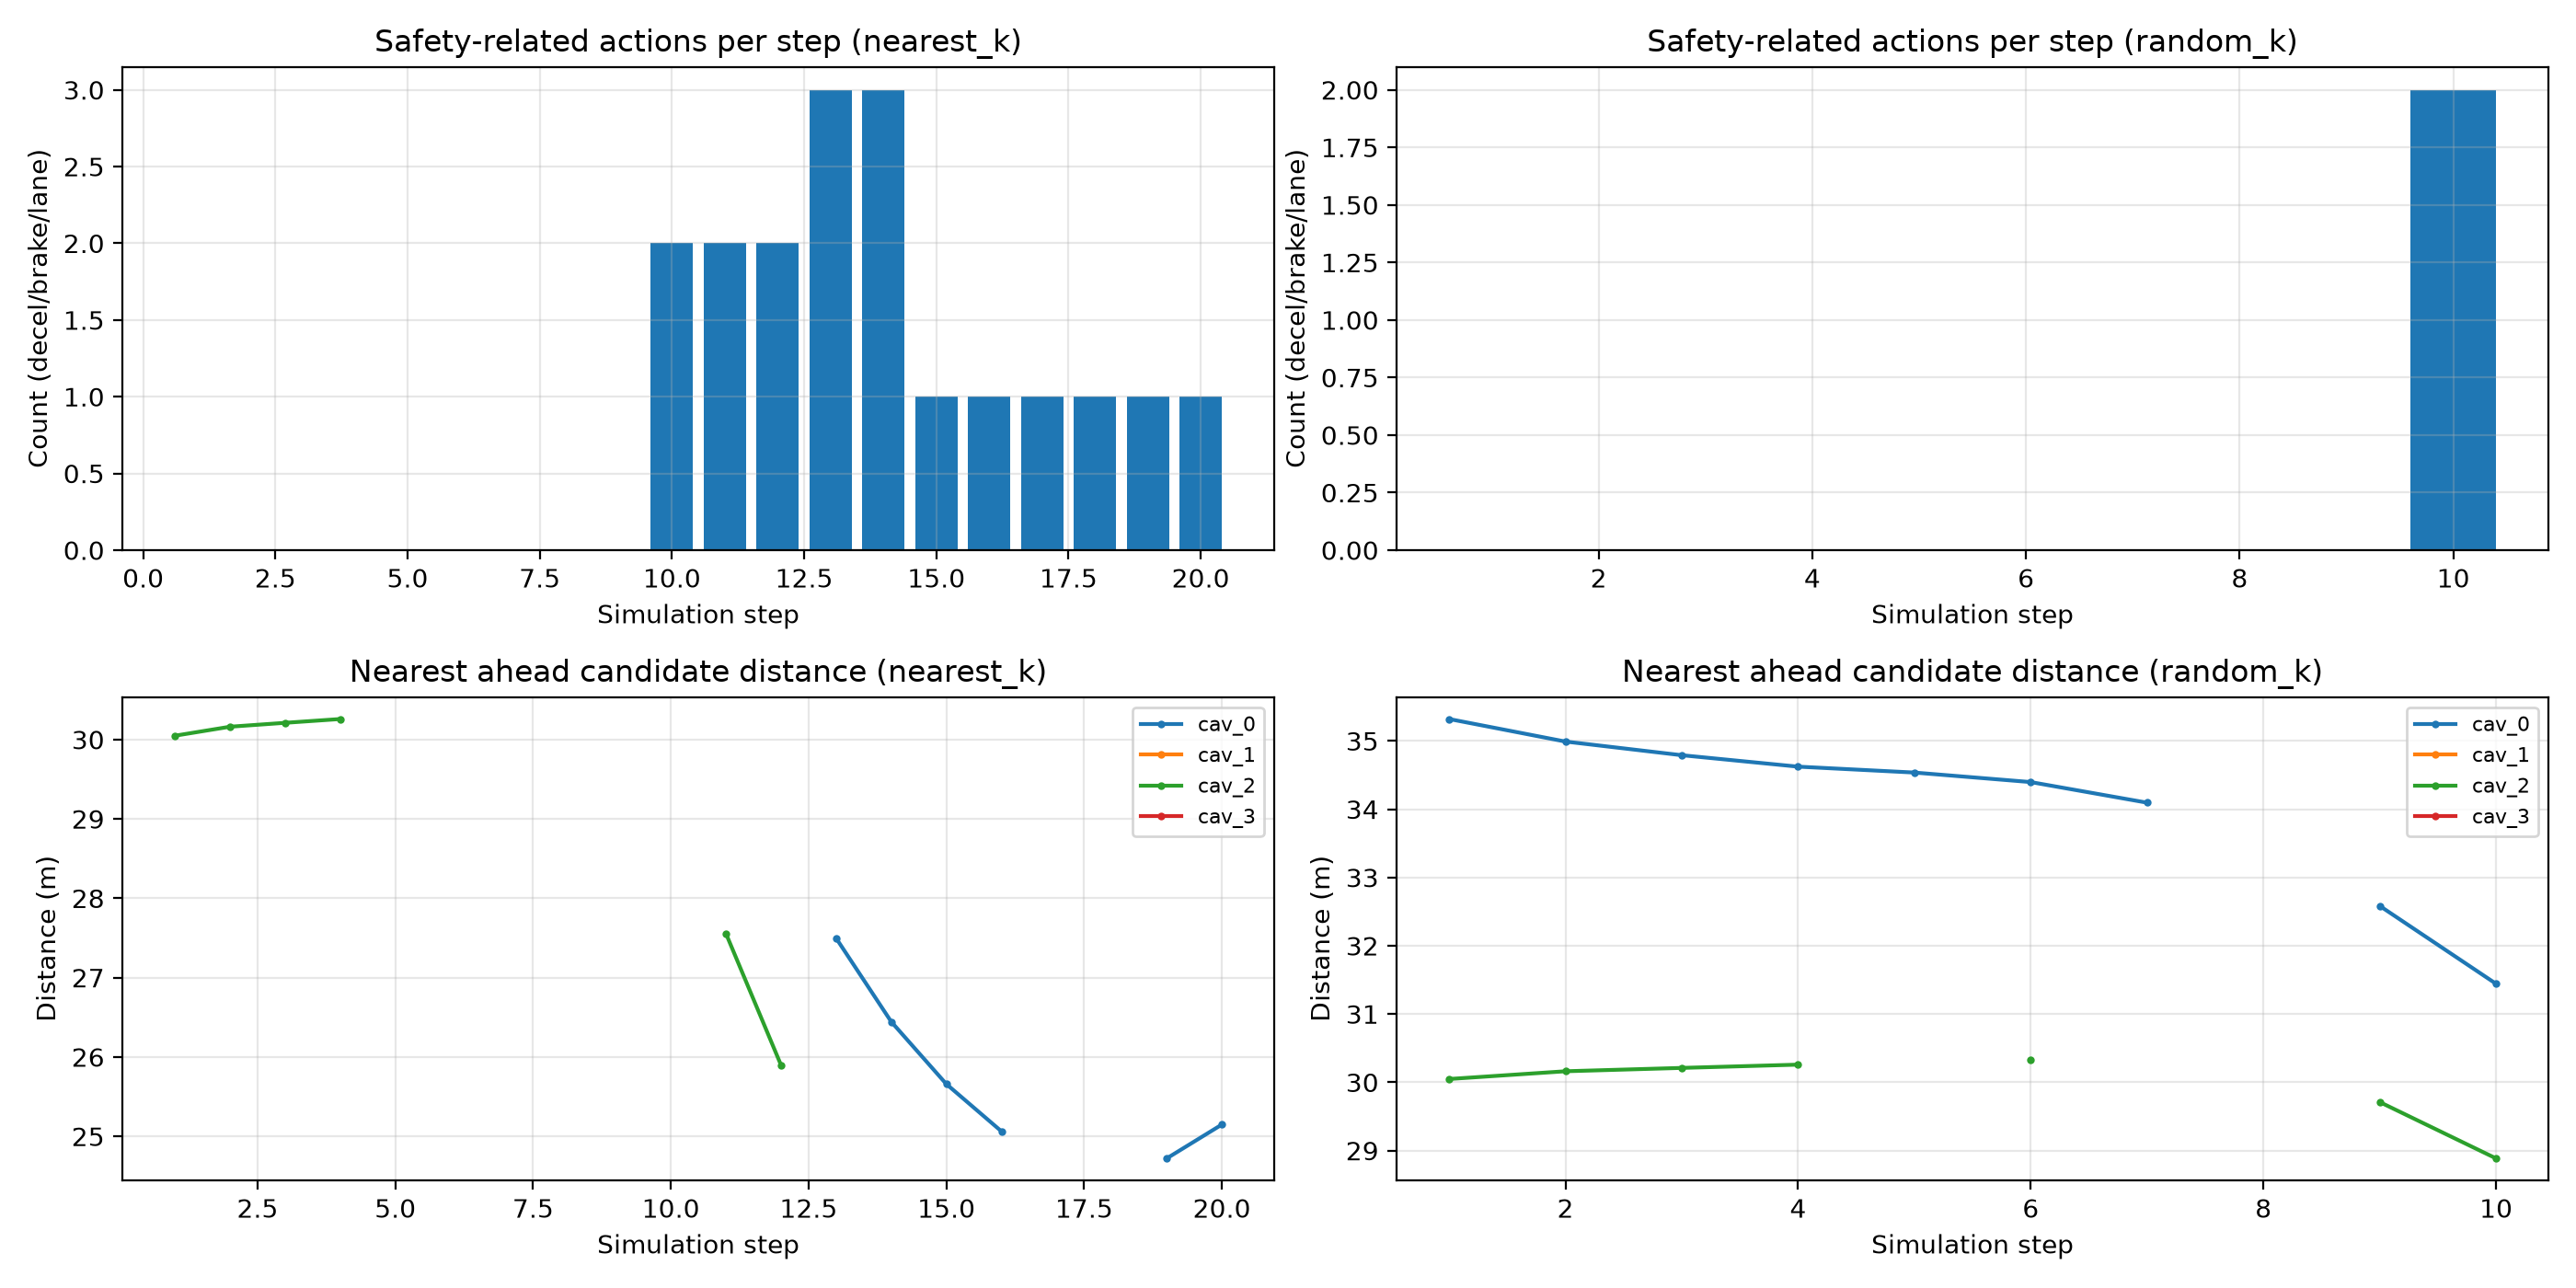 Safety-related actions per step (nearest_k)
Count (decel/brake/lane)
3.0
2.5
2.0
1.5
1.0
0.5
0.0
0.0 2.5 5.0 7.5 10.0 12.5 15.0 17.5 20.0
Simulation step
Safety-related actions per step (random_k)
Count (decel/brake/lane)
2.00
1.75
1.50
1.25
1.00
0.75
0.50
0.25
0.00
2 4 6 8 10
Simulation step
Nearest ahead candidate distance (nearest_k)
Distance (m)
30
29
28
27
26
25
cav_0
cav_1
cav_2
cav_3
2.5 5.0 7.5 10.0 12.5 15.0 17.5 20.0
Simulation step
Nearest ahead candidate distance (random_k)
Distance (m)
35
34
33
32
31
30
29
cav_0
cav_1
cav_2
cav_3
2 4 6 8 10
Simulation step